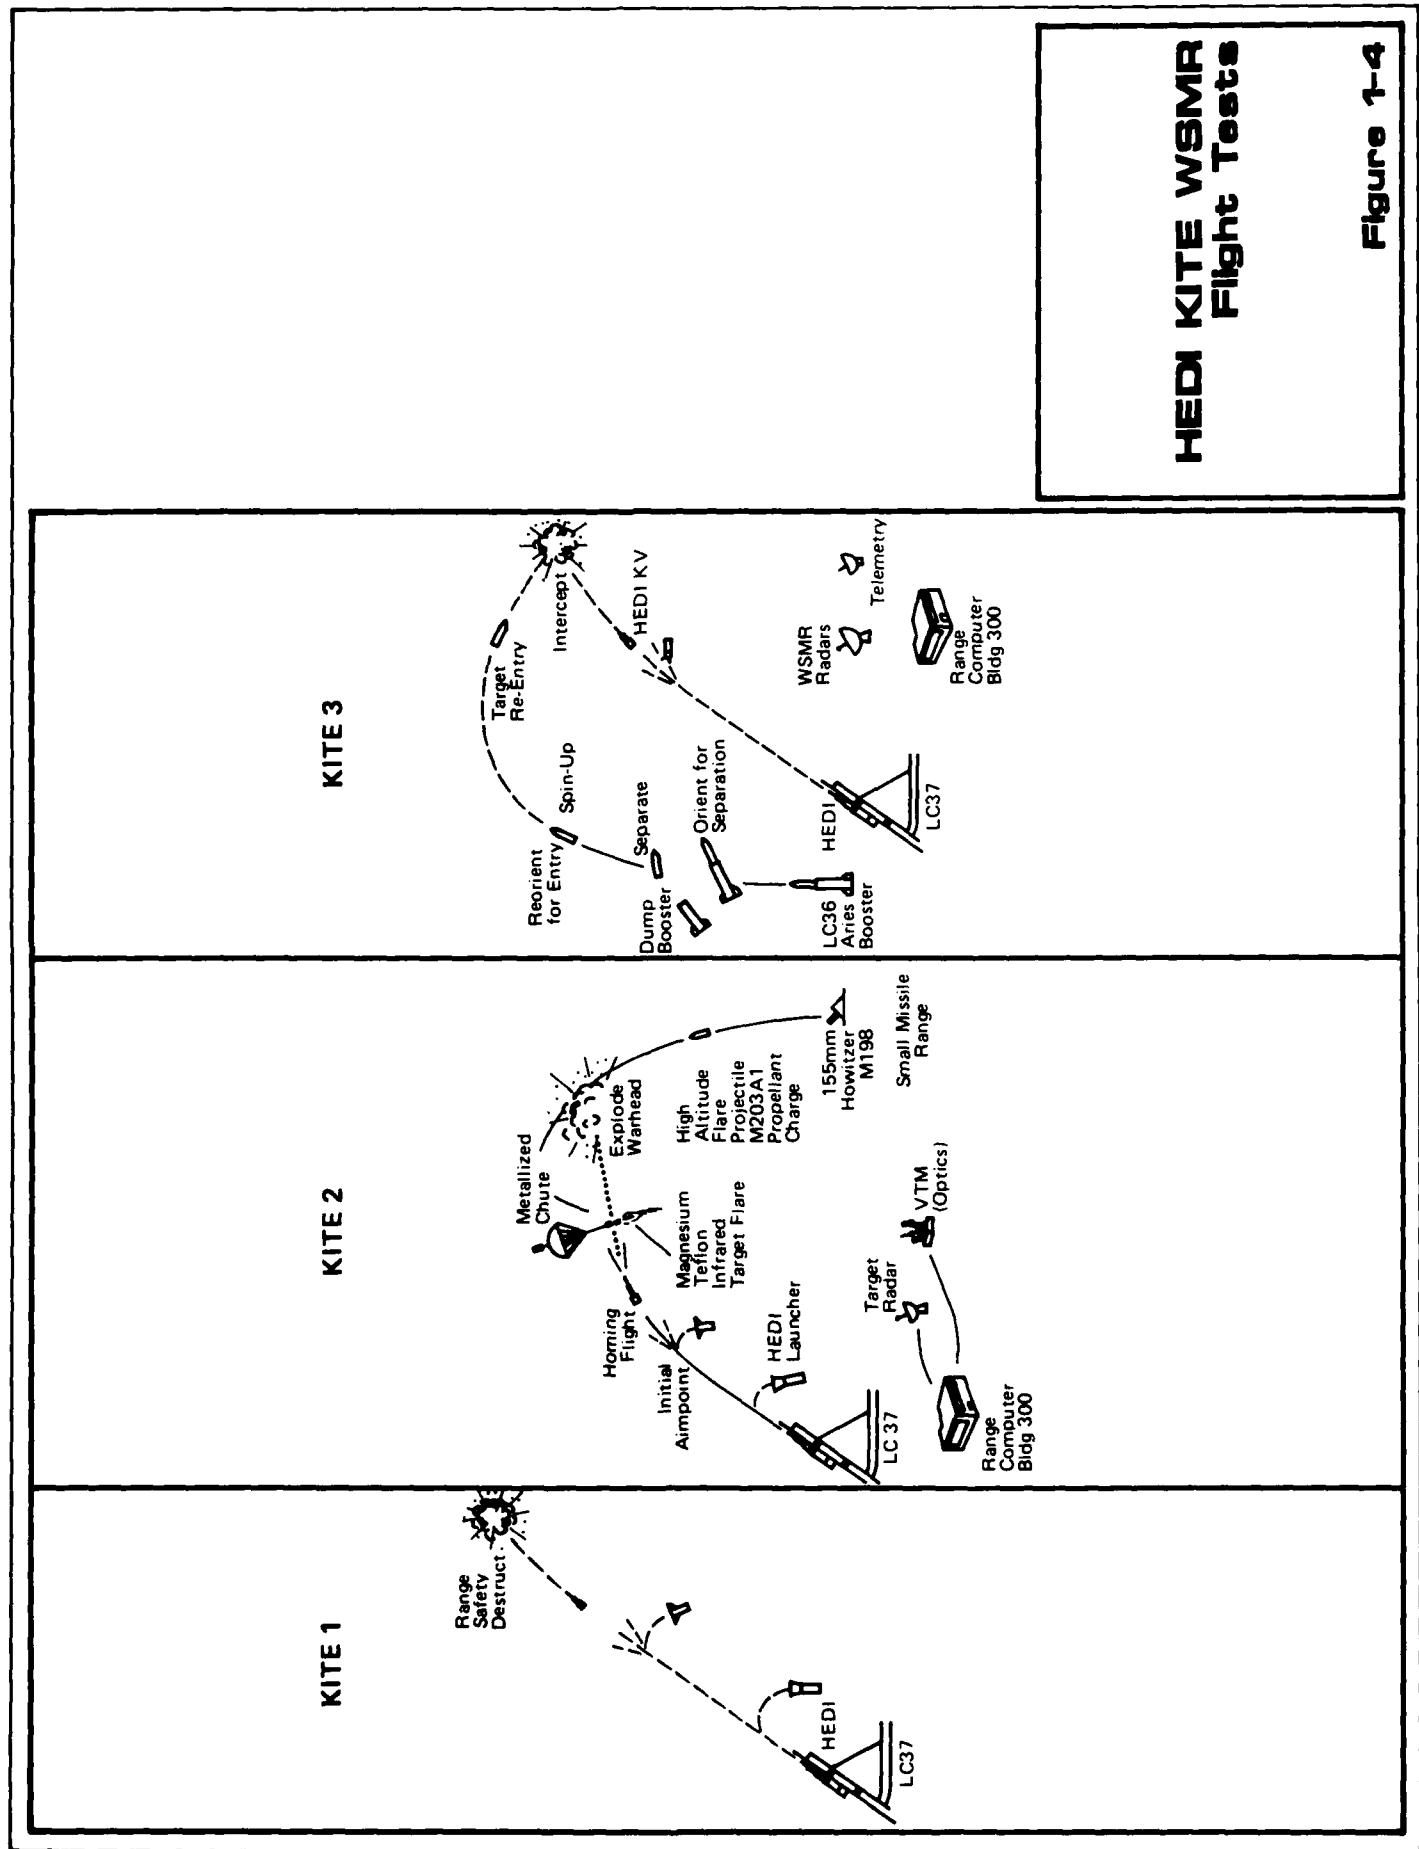 KITE 1
Range
Safety
Destruct
HEDI
LC37
KITE 2
Metallized
Chute
Explode
Warhead
Homing
Flight
Magnesium
Teflon
Infrared
Target Flare
High
Altitude
Flare
Projectile
M203A1
Propellant
Charge
Initial
Aimpoint
HEDI
Launcher
155mm
Howitzer
M198
Small Missile
Range
LC 37
Target
Radar
VTM
(Optics)
Range
Computer
Bldg 300
KITE 3
Target
Re-Entry
Intercept
Reorient
for Entry
Spin-Up
HEDI KV
Dump
Booster
Separate
Orient for
Separation
LC36
Aries
Booster
HEDI
LC37
WSMR
Radars
Telemetry
Range
Computer
Bldg 300
HEDI KITE WSMR
Flight Tests
Figure 1-4